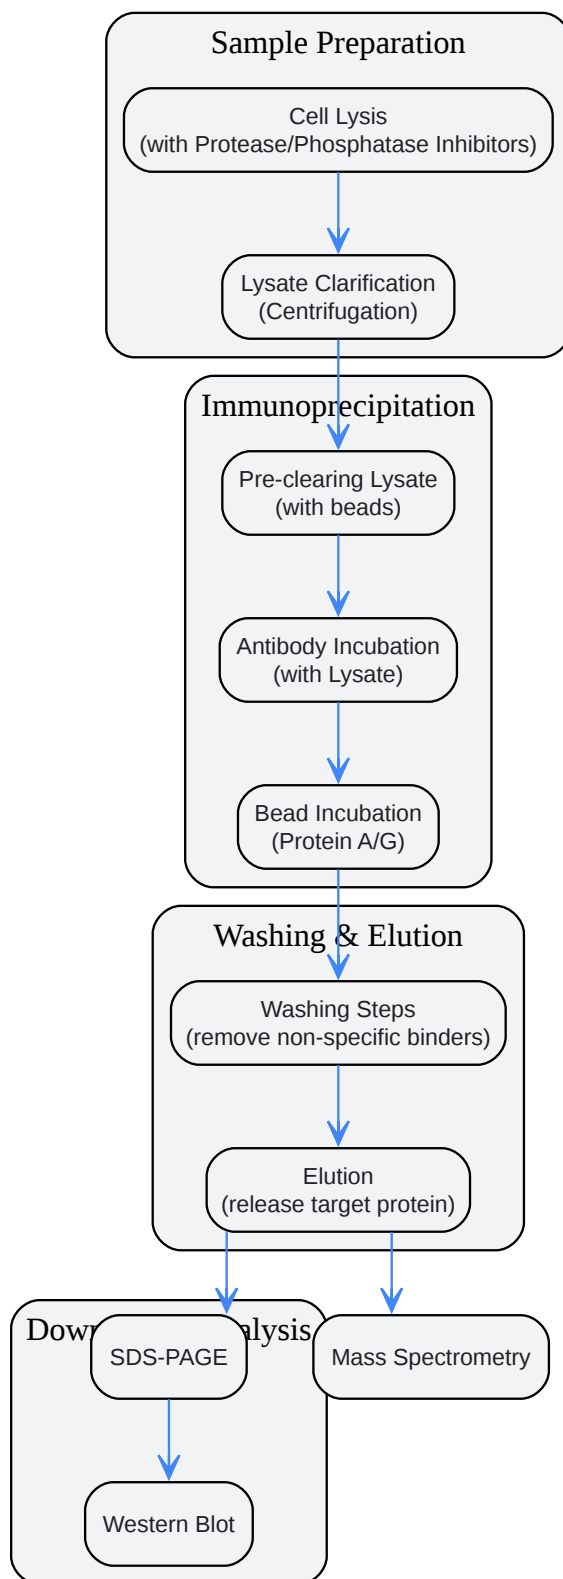 Sample Preparation
Cell Lysis
(with Protease/Phosphatase Inhibitors)
Lysate Clarification
(Centrifugation)
Immunoprecipitation
Pre-clearing Lysate
(with beads)
Antibody Incubation
(with Lysate)
Bead Incubation
(Protein A/G)
Washing & Elution
Washing Steps
(remove non-specific binders)
Elution
(release target protein)
SDS-PAGE
Mass Spectrometry
Western Blot